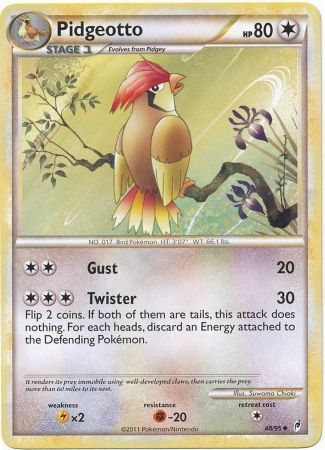 Pidgeotto
HP 80
STAGE 1
Evolves from Pidgey
NO. 017 Bird Pokémon HT: 3'07" WT: 66.1 lbs.
Gust 20
Twister 30
Flip 2 coins. If both of them are tails, this attack does
nothing. For each heads, discard an Energy attached to
the Defending Pokémon.
It renders its prey immobile using well-developed claws, then carries the prey
more than 60 miles to its nest.
Illus. Suwama Chiaki
weakness resistance retreat cost
×2 -20
©2011 Pokémon/Nintendo 48/95